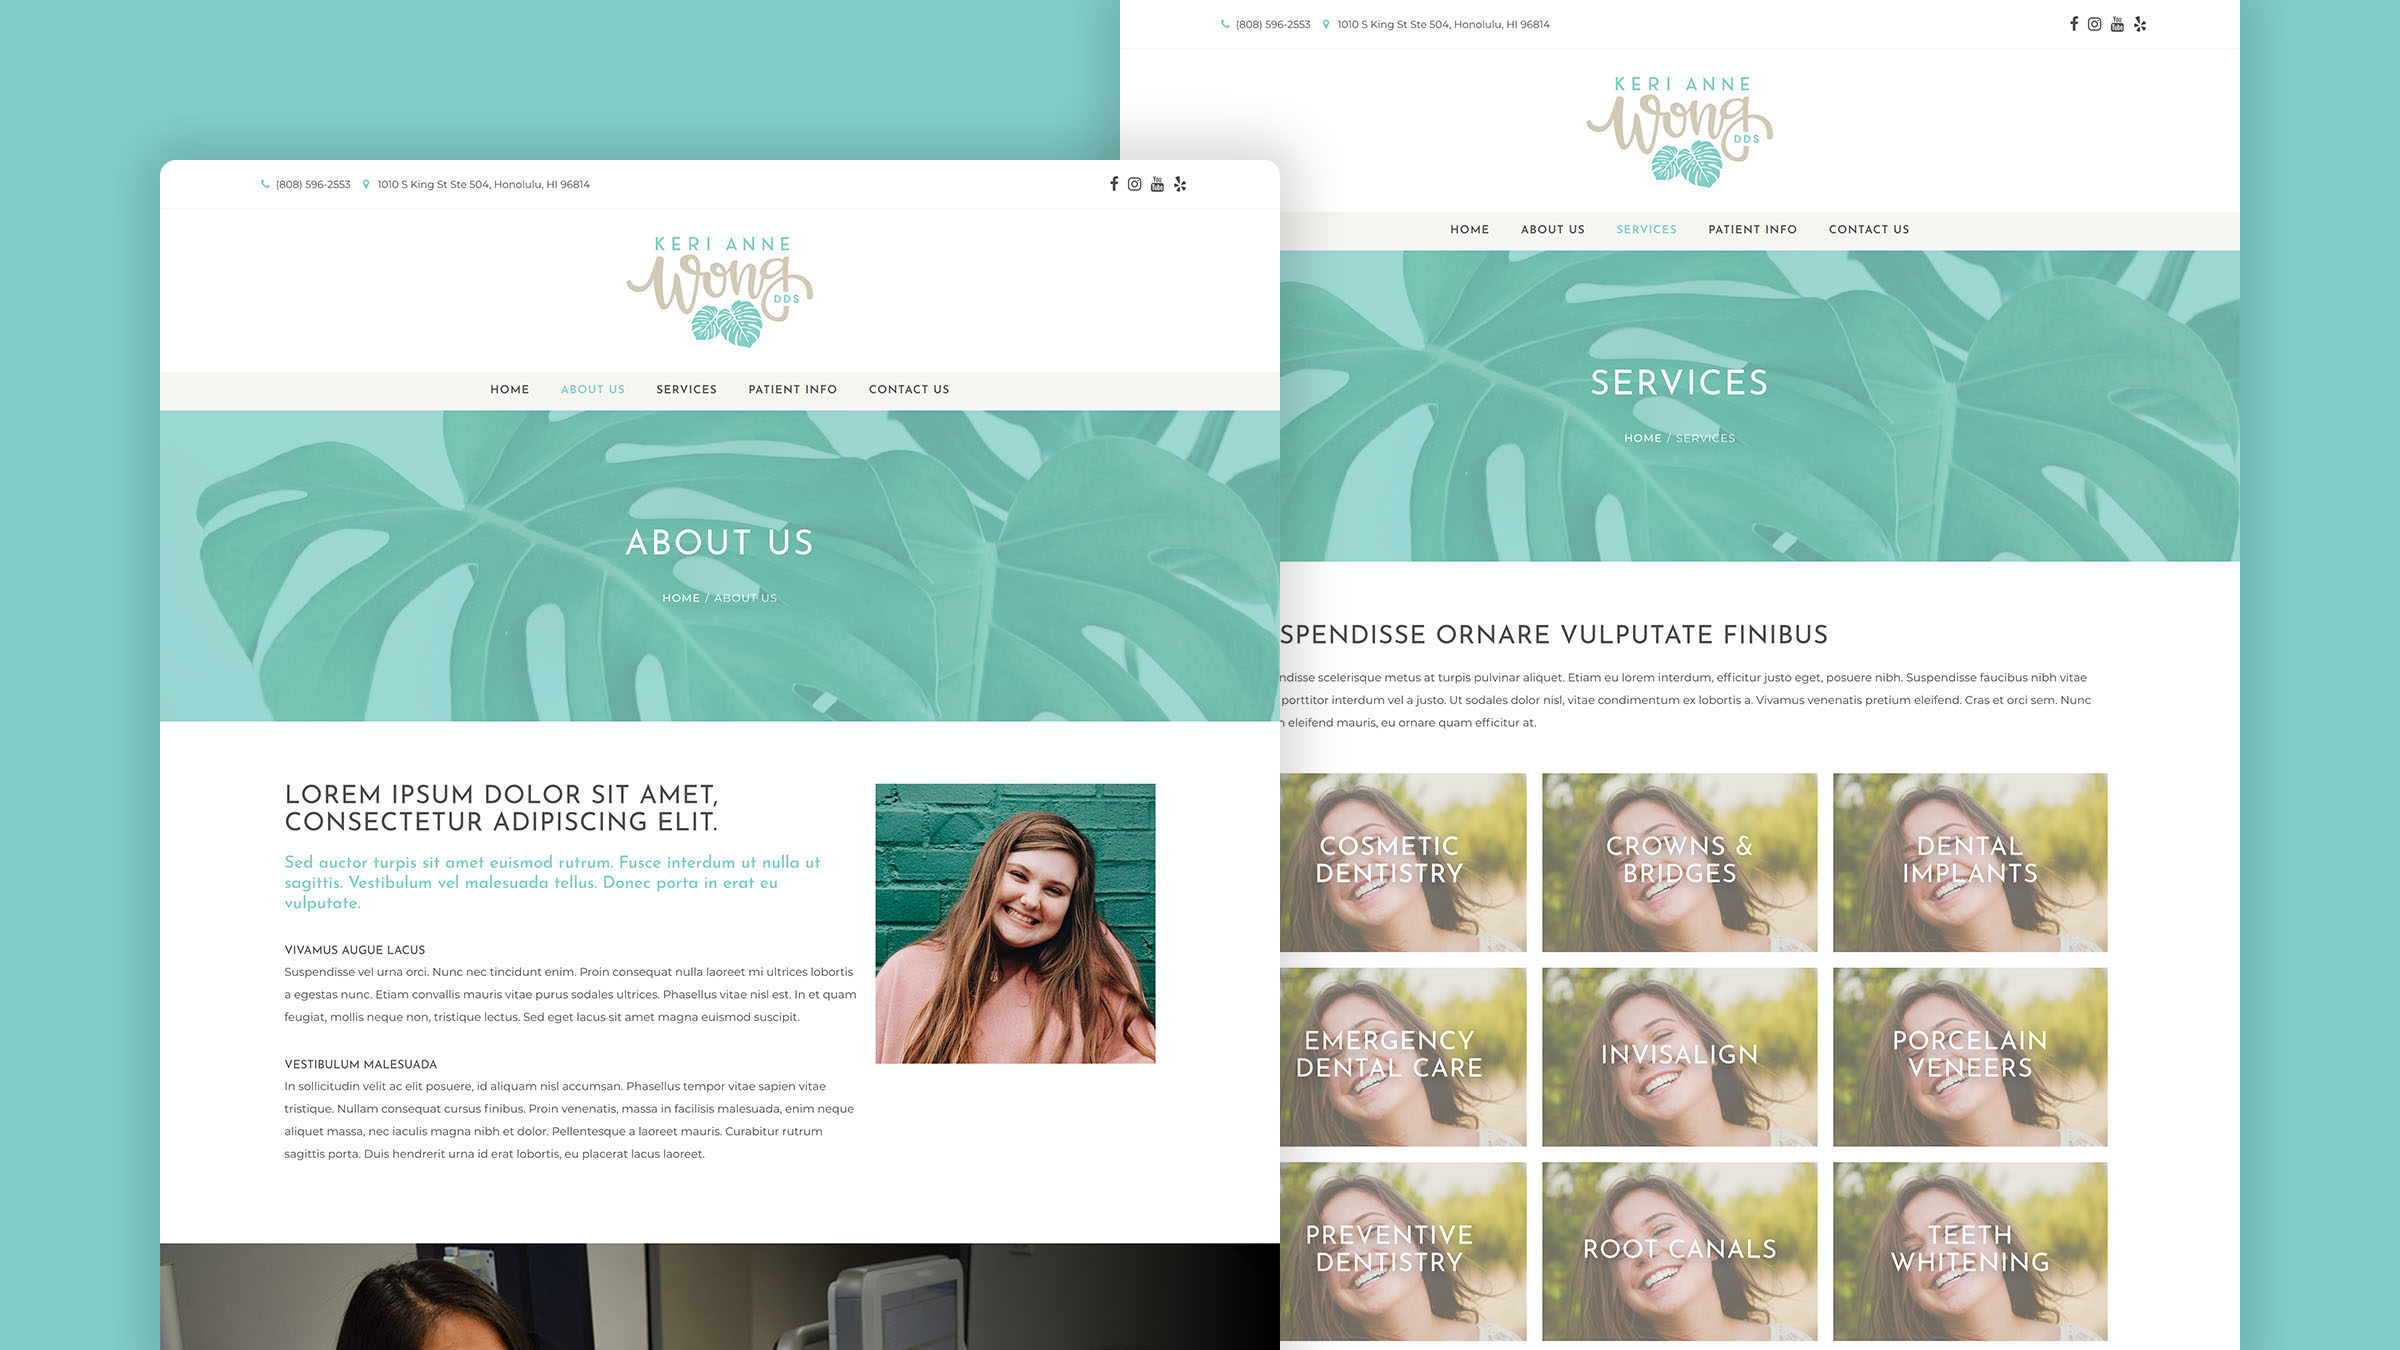 (808) 596-2553 1010 S King St Ste 504, Honolulu, HI 96814
KERI ANNE
Wong
DDS
HOME ABOUT US SERVICES PATIENT INFO CONTACT US
ABOUT US
HOME / ABOUT US
LOREM IPSUM DOLOR SIT AMET,
CONSECTETUR ADIPISCING ELIT.
Sed auctor turpis sit amet euismod rutrum. Fusce interdum ut nulla ut
sagittis. Vestibulum vel malesuada tellus. Donec porta in erat eu
vulputate.
VIVAMUS AUGUE LACUS
Suspendisse vel urna orci. Nunc nec tincidunt enim. Proin consequat nulla laoreet mi ultrices lobortis
a egestas nunc. Etiam convallis mauris vitae purus sodales ultrices. Phasellus vitae nisl est. In et quam
feugiat, mollis neque non, tristique lectus. Sed eget lacus sit amet magna euismod suscipit.
VESTIBULUM MALESUADA
In sollicitudin velit ac elit posuere, id aliquam nisl accumsan. Phasellus tempor vitae sapien vitae
tristique. Nullam consequat cursus finibus. Proin venenatis, massa in facilisis malesuada, enim neque
aliquet massa, nec iaculis magna nibh et dolor. Pellentesque a laoreet mauris. Curabitur rutrum
sagittis porta. Duis hendrerit urna id erat lobortis, eu placerat lacus laoreet.
(808) 596-2553 1010 S King St Ste 504, Honolulu, HI 96814
You
Tube
KERI ANNE
Wong
DDS
HOME ABOUT US SERVICES PATIENT INFO CONTACT US
SERVICES
HOME / SERVICES
SPENDISSE ORNARE VULPUTATE FINIBUS
ndisse scelerisque metus at turpis pulvinar aliquet. Etiam eu lorem interdum, efficitur justo eget, posuere nibh. Suspendisse faucibus nibh vitae
porttitor interdum vel a justo. Ut sodales dolor nisl, vitae condimentum ex lobortis a. Vivamus venenatis pretium eleifend. Cras et orci sem. Nunc
eleifend mauris, eu ornare quam efficitur at.
COSMETIC
DENTISTRY
CROWNS &
BRIDGES
DENTAL
IMPLANTS
EMERGENCY
DENTAL CARE
INVISALIGN
PORCELAIN
VENEERS
PREVENTIVE
DENTISTRY
ROOT CANALS
TEETH
WHITENING